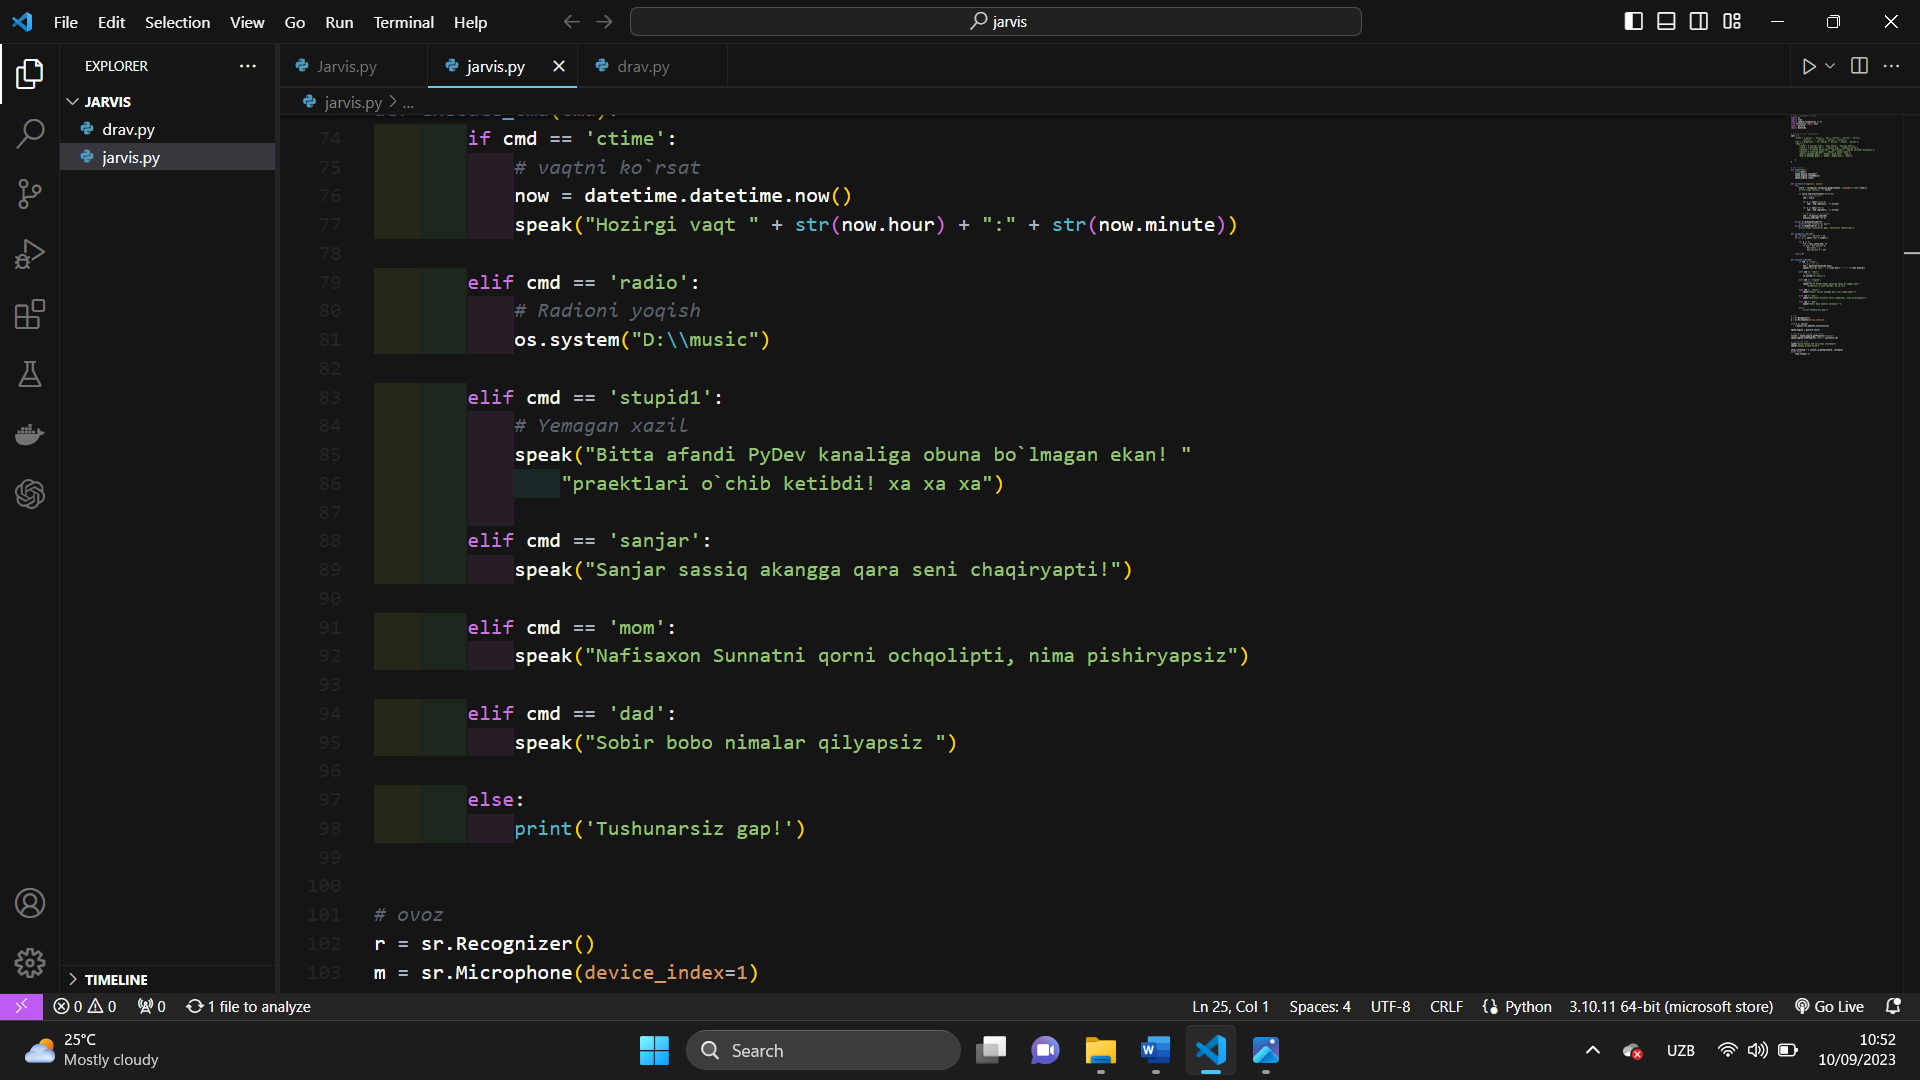 File Edit Selection View Go Run Terminal Help
jarvis
EXPLORER
JARVIS
drav.py
jarvis.py
TIMELINE
Jarvis.py
jarvis.py
drav.py
jarvis.py > ...
74 if cmd == 'ctime':
75 # vaqtni ko`rsat
76 now = datetime.datetime.now()
77 speak("Hozirgi vaqt " + str(now.hour) + ":" + str(now.minute))
78
79 elif cmd == 'radio':
80 # Radioni yoqish
81 os.system("D:\\music")
82
83 elif cmd == 'stupid1':
84 # Yemagan xazil
85 speak("Bitta afandi PyDev kanaliga obuna bo`lmagan ekan! "
86 "praektlari o`chib ketibdi! xa xa xa")
87
88 elif cmd == 'sanjar':
89 speak("Sanjar sassiq akangga qara seni chaqiryapti!")
90
91 elif cmd == 'mom':
92 speak("Nafisaxon Sunnatni qorni ochqolipti, nima pishiryapsiz")
93
94 elif cmd == 'dad':
95 speak("Sobir bobo nimalar qilyapsiz ")
96
97 else:
98 print('Tushunarsiz gap!')
99
100
101 # ovoz
102 r = sr.Recognizer()
103 m = sr.Microphone(device_index=1)
0 0 0 1 file to analyze
Ln 25, Col 1 Spaces: 4 UTF-8 CRLF Python 3.10.11 64-bit (microsoft store) Go Live
25°C
Mostly cloudy
Search
UZB
10:52
10/09/2023